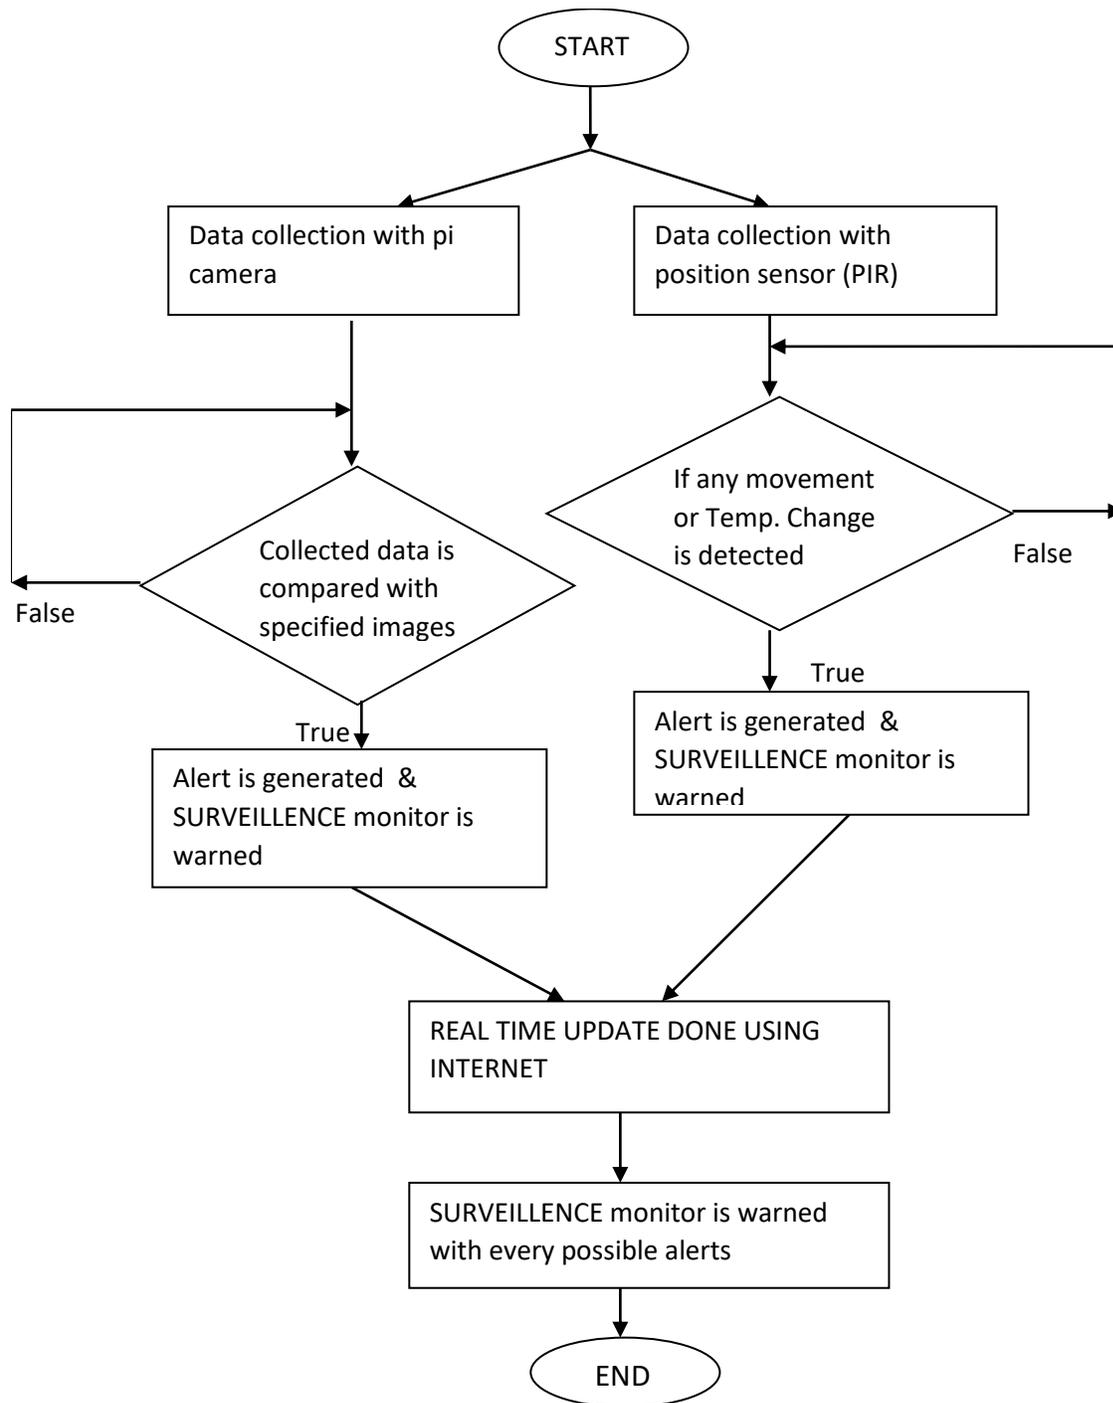 START
Data collection with pi
camera
Data collection with
position sensor (PIR)
If any movement
or Temp. Change
is detected
False
Collected data is
compared with
specified images
False
True
Alert is generated  &
SURVEILLENCE monitor is
warned
True
Alert is generated  &
SURVEILLENCE monitor is
warned
REAL TIME UPDATE DONE USING
INTERNET
SURVEILLENCE monitor is warned
with every possible alerts
END